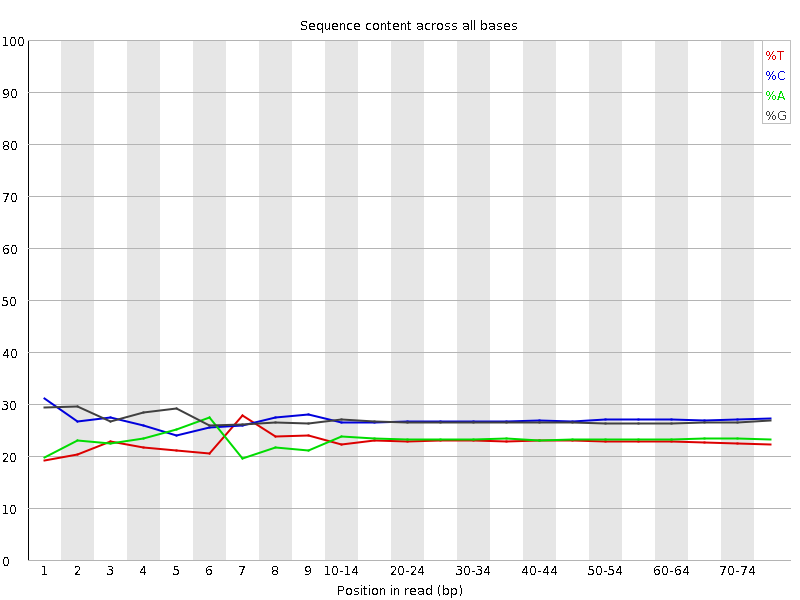 Sequence content across all bases
%T
%C
%A
%G
100
90
80
70
60
50
40
30
20
10
0
1 2 3 4 5 6 7 8 9 10-14 20-24 30-34 40-44 50-54 60-64 70-74
Position in read (bp)